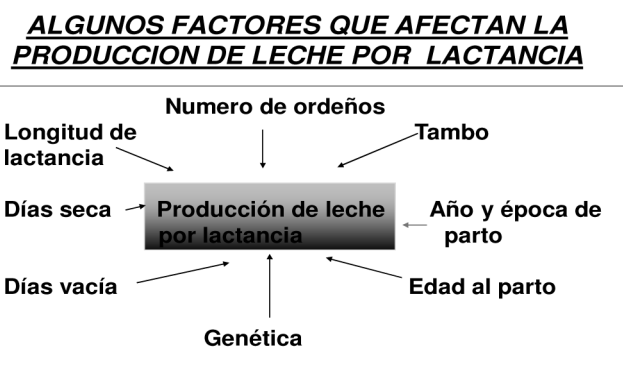 ALGUNOS FACTORES QUE AFECTAN LA
PRODUCCION DE LECHE POR LACTANCIA
Numero de ordeños
Longitud de
lactancia
Tambo
Días seca
Producción de leche
por lactancia
Año y época de
parto
Días vacía
Edad al parto
Genética